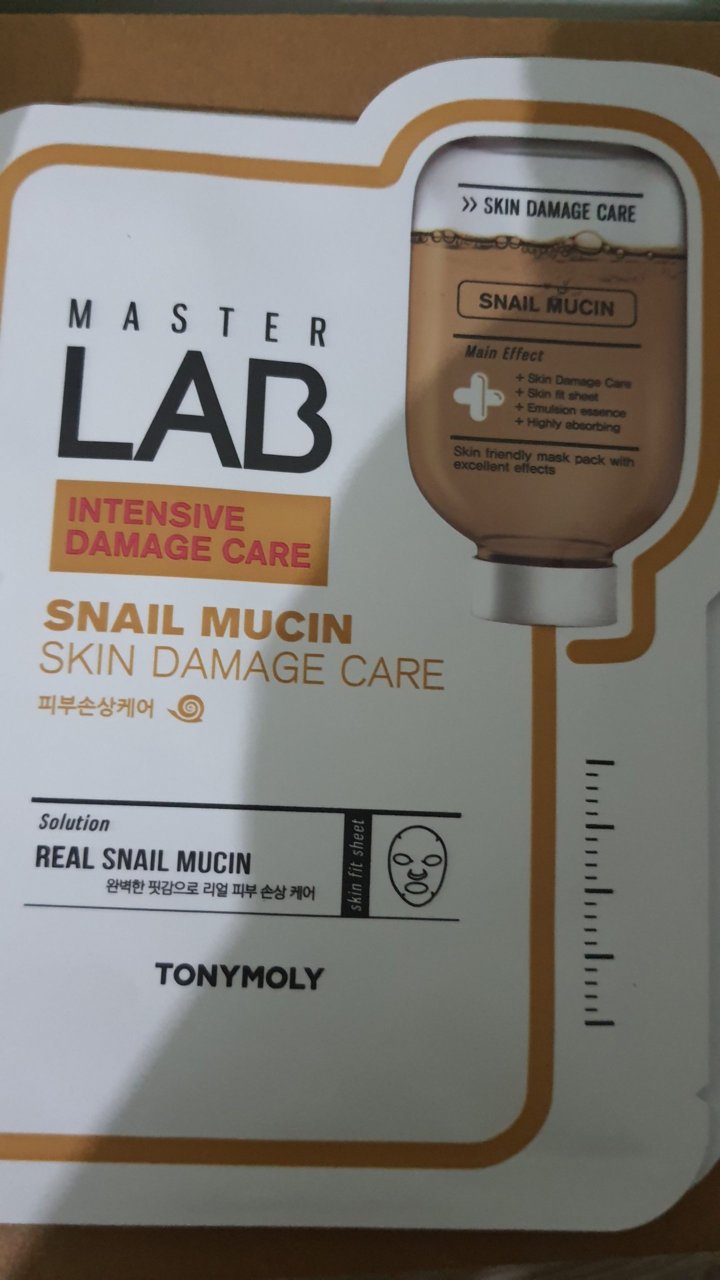 MASTER
LAB
INTENSIVE
DAMAGE CARE
SNAIL MUCIN
SKIN DAMAGE CARE
피부손상케어
Solution
REAL SNAIL MUCIN
완벽한 핏감으로 리얼 피부 손상 케어
skin fit sheet
TONYMOLY
>> SKIN DAMAGE CARE
SNAIL MUCIN
Main Effect
+ Skin Damage Care
+ Skin fit sheet
+ Emulsion essence
+ Highly absorbing
Skin friendly mask pack with
excellent effects